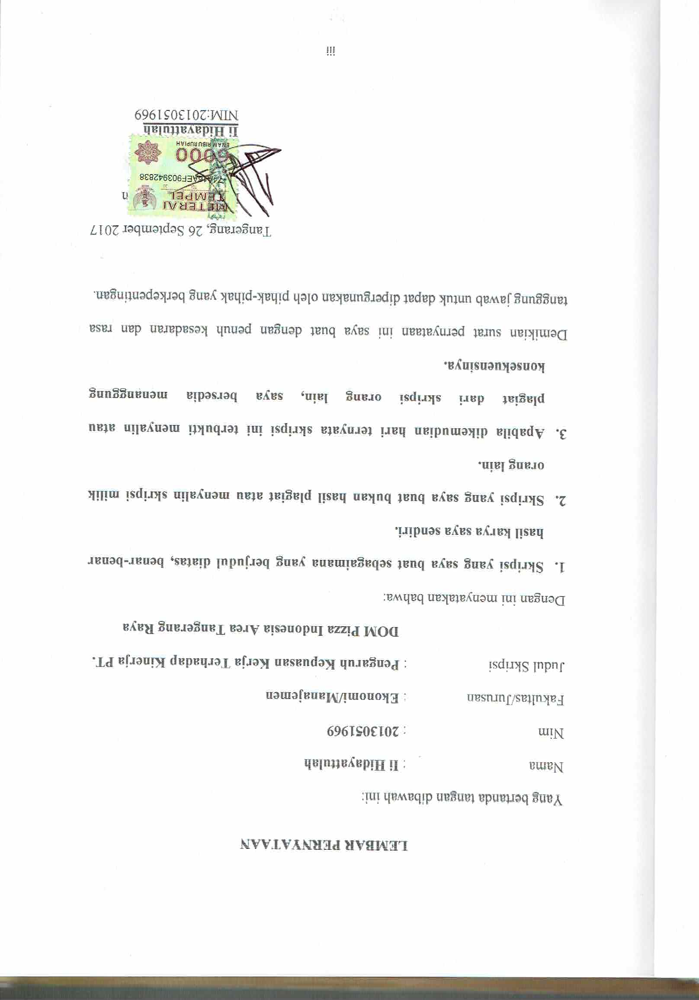 LEMBAR PERNYATAAN
Yang bertanda tangan dibawah ini:
Nama : Ii Hidayattulah
Nim : 2013051969
Fakultas/Jurusan : Ekonomi/Manajemen
Judul Skripsi : Pengaruh Kepuasan Kerja Terhadap Kinerja PT.
DOM Pizza Indonesia Area Tangerang Raya
Dengan ini menyatakan bahwa:
1. Skripsi yang saya buat sebagaimana yang berjudul diatas, benar-benar
hasil karya saya sendiri.
2. Skripsi yang saya buat bukan hasil plagiat atau menyalin skripsi milik
orang lain.
3. Apabila dikemudian hari ternyata skripsi ini terbukti menyalin atau
plagiat dari skripsi orang lain, saya bersedia menanggung
konsekuensinya.
Demikian surat pernyataan ini saya buat dengan penuh kesadaran dan rasa
tanggung jawab untuk dapat dipergunakan oleh pihak-pihak yang berkepentingan.
Tangerang, 26 September 2017
METERAI
TEMPEL
AEF903942838
6000
ENAM RIBU RUPIAH
Ii Hidayattulah
NIM:2013051969
iii